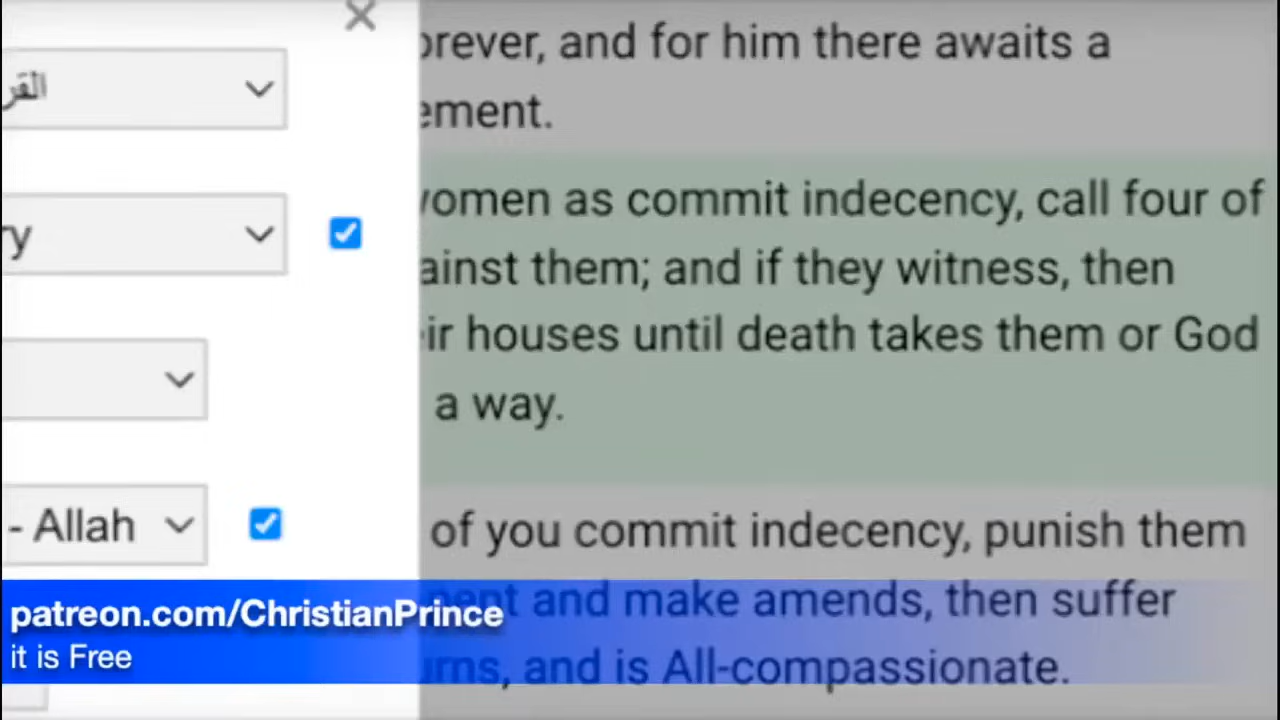 orever, and for him there awaits a
ement.
القر
women as commit indecency, call four of
ry
ainst them; and if they witness, then
ir houses until death takes them or God
a way.
- Allah
of you commit indecency, punish them
patreon.com/ChristianPrince
and make amends, then suffer
it is Free
urns, and is All-compassionate.